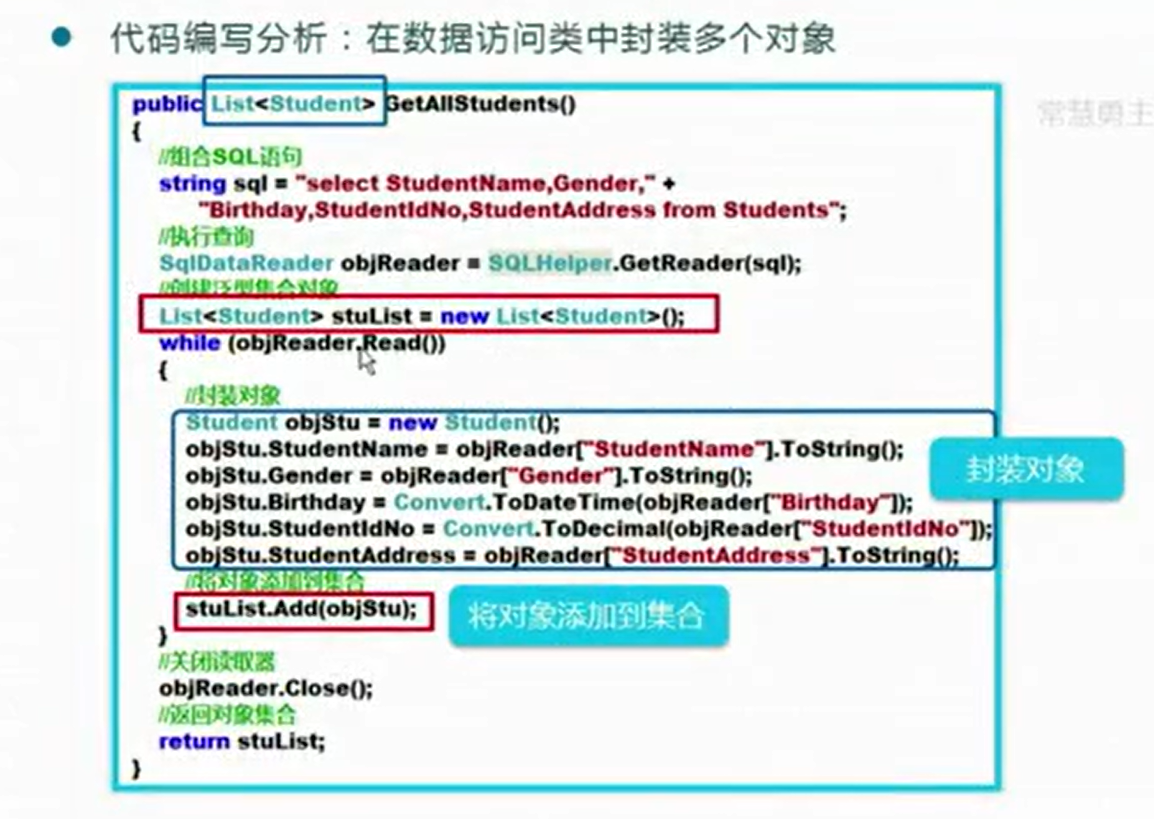 代码编写分析：在数据访问类中封装多个对象
常慧勇主
public List<Student> GetAllStudents()
{
//组合SQL语句
string sql = "select StudentName,Gender," +
"Birthday,StudentIdNo,StudentAddress from Students";
//执行查询
SqlDataReader objReader = SQLHelper.GetReader(sql);
//创建泛型集合对象
List<Student> stuList = new List<Student>();
while (objReader.Read())
{
//封装对象
Student objStu = new Student();
objStu.StudentName = objReader["StudentName"].ToString();
objStu.Gender = objReader["Gender"].ToString();
objStu.Birthday = Convert.ToDateTime(objReader["Birthday"]);
objStu.StudentIdNo = Convert.ToDecimal(objReader["StudentIdNo"]);
objStu.StudentAddress = objReader["StudentAddress"].ToString();
封装对象
//将对象添加到集合
stuList.Add(objStu);
将对象添加到集合
}
//关闭读取器
objReader.Close();
//返回对象集合
return stuList;
}